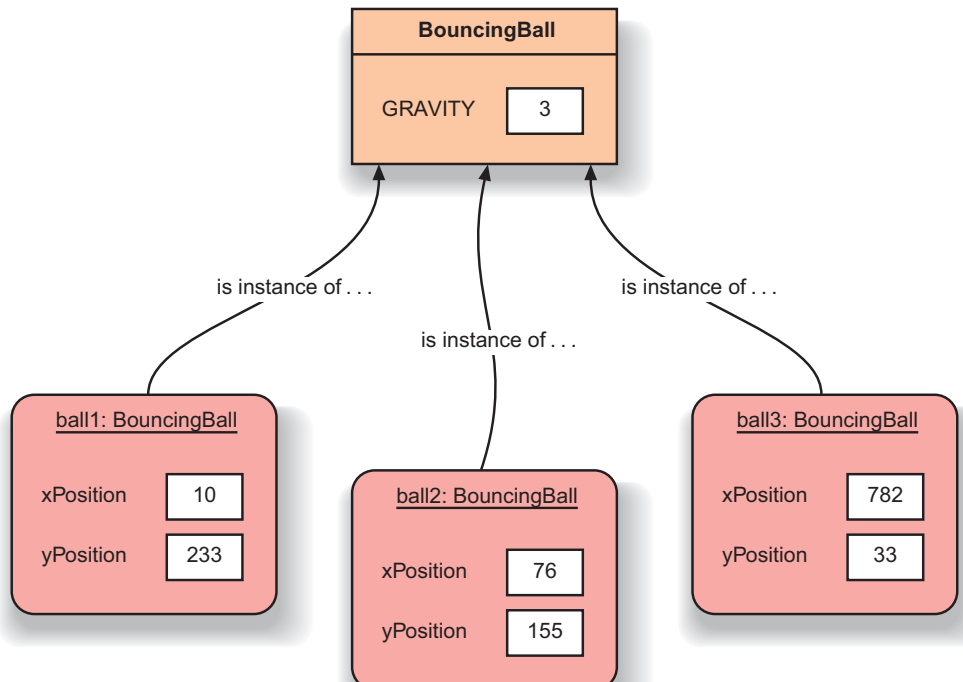 BouncingBall
GRAVITY 3
is instance of . . .
is instance of . . .
is instance of . . .
ball1: BouncingBall
xPosition 10
yPosition 233
ball2: BouncingBall
xPosition 76
yPosition 155
ball3: BouncingBall
xPosition 782
yPosition 33